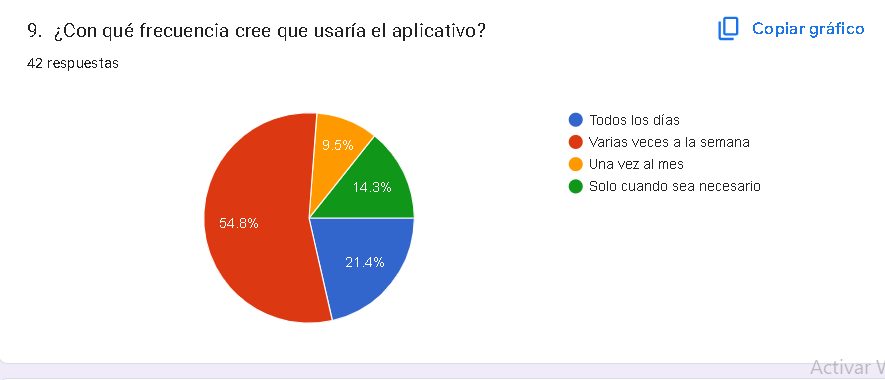 9. ¿Con qué frecuencia cree que usaría el aplicativo?
Copiar gráfico
42 respuestas
Todos los días
Varias veces a la semana
Una vez al mes
Solo cuando sea necesario
9.5%
14.3%
54.8%
21.4%
Activar